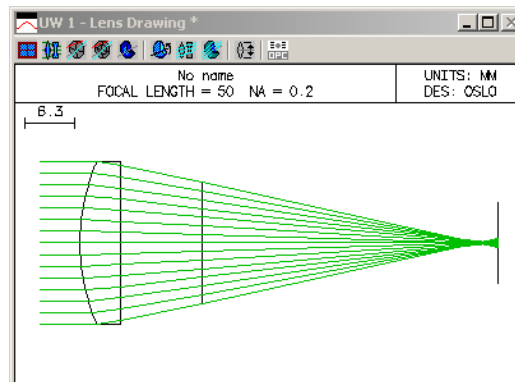 UW 1 - Lens Drawing *
No name
FOCAL LENGTH = 50 NA = 0.2
UNITS: MM
DES: OSLO
6.3